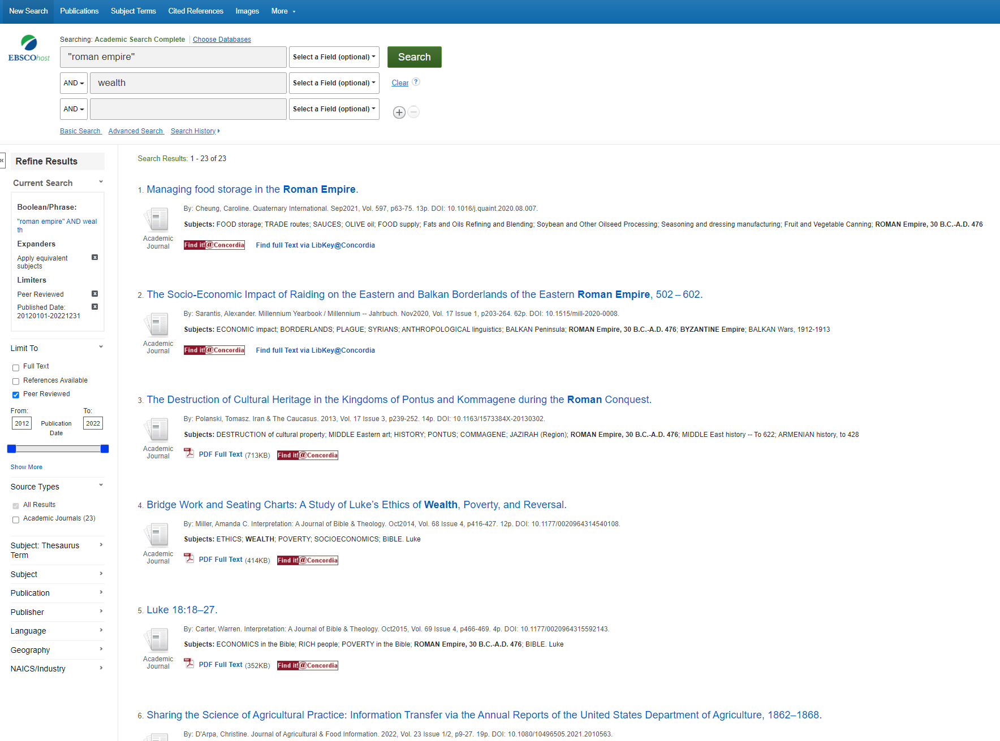 New Search Publications Subject Terms Cited References Images More
Searching: Academic Search Complete Choose Databases
EBSCOhost
"roman empire" Select a Field (optional) Search
AND wealth Select a Field (optional) Clear ?
AND Select a Field (optional)
Basic Search Advanced Search Search History
«
Refine Results
Current Search
Boolean/Phrase:
"roman empire" AND weal
th
Expanders
Apply equivalent
subjects
Limiters
Peer Reviewed
Published Date:
20120101-20221231
Limit To
Full Text
References Available
Peer Reviewed
From: To:
2012 Publication 2022
Date
Show More
Source Types
All Results
Academic Journals (23)
Subject: Thesaurus
Term
Subject
Publication
Publisher
Language
Geography
NAICS/Industry
Search Results: 1 - 23 of 23
1. Managing food storage in the Roman Empire.
By: Cheung, Caroline. Quaternary International. Sep2021, Vol. 597, p63-75. 13p. DOI: 10.1016/j.quaint.2020.08.007.
Subjects: FOOD storage; TRADE routes; SAUCES; OLIVE oil; FOOD supply; Fats and Oils Refining and Blending; Soybean and Other Oilseed Processing; Seasoning and dressing manufacturing; Fruit and Vegetable Canning; ROMAN Empire, 30 B.C.-A.D. 476
Academic
Journal
Find it!@Concordia Find full Text via LibKey@Concordia
2. The Socio-Economic Impact of Raiding on the Eastern and Balkan Borderlands of the Eastern Roman Empire, 502 – 602.
By: Sarantis, Alexander. Millennium Yearbook / Millennium -- Jahrbuch. Nov2020, Vol. 17 Issue 1, p203-264. 62p. DOI: 10.1515/mill-2020-0008.
Subjects: ECONOMIC impact; BORDERLANDS; PLAGUE; SYRIANS; ANTHROPOLOGICAL linguistics; BALKAN Peninsula; ROMAN Empire, 30 B.C.-A.D. 476; BYZANTINE Empire; BALKAN Wars, 1912-1913
Academic
Journal
Find it!@Concordia Find full Text via LibKey@Concordia
3. The Destruction of Cultural Heritage in the Kingdoms of Pontus and Kommagene during the Roman Conquest.
By: Polanski, Tomasz. Iran & The Caucasus. 2013, Vol. 17 Issue 3, p239-252. 14p. DOI: 10.1163/1573384X-20130302.
Subjects: DESTRUCTION of cultural property; MIDDLE Eastern art; HISTORY; PONTUS; COMMAGENE; JAZIRAH (Region); ROMAN Empire, 30 B.C.-A.D. 476; MIDDLE East history -- To 622; ARMENIAN history, to 428
Academic
Journal
PDF Full Text (713KB) Find it!@Concordia
4. Bridge Work and Seating Charts: A Study of Luke’s Ethics of Wealth, Poverty, and Reversal.
By: Miller, Amanda C. Interpretation: A Journal of Bible & Theology. Oct2014, Vol. 68 Issue 4, p416-427. 12p. DOI: 10.1177/0020964314540108.
Subjects: ETHICS; WEALTH; POVERTY; SOCIOECONOMICS; BIBLE. Luke
Academic
Journal
PDF Full Text (414KB) Find it!@Concordia
5. Luke 18:18–27.
By: Carter, Warren. Interpretation: A Journal of Bible & Theology. Oct2015, Vol. 69 Issue 4, p466-469. 4p. DOI: 10.1177/0020964315592143.
Subjects: ECONOMICS in the Bible; RICH people; POVERTY in the Bible; ROMAN Empire, 30 B.C.-A.D. 476; BIBLE. Luke
Academic
Journal
PDF Full Text (352KB) Find it!@Concordia
6. Sharing the Science of Agricultural Practice: Information Transfer via the Annual Reports of the United States Department of Agriculture, 1862–1868.
By: D'Arpa, Christine. Journal of Agricultural & Food Information. 2022, Vol. 23 Issue 1/2, p9-27. 19p. DOI: 10.1080/10496505.2021.2010563.